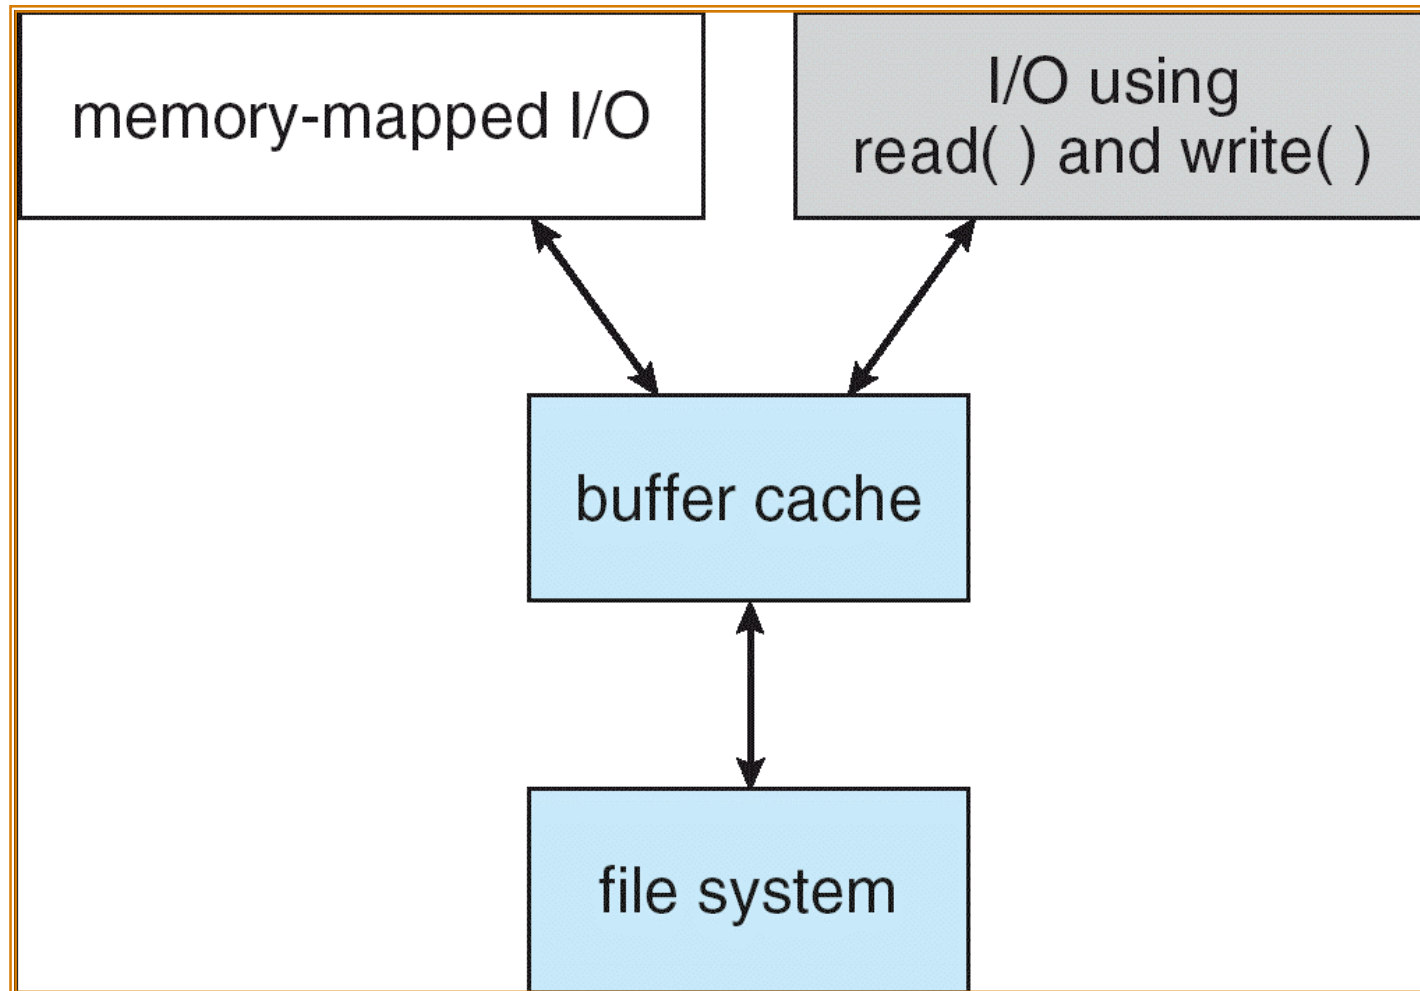 memory-mapped I/O
I/O using
read( ) and write( )
buffer cache
file system